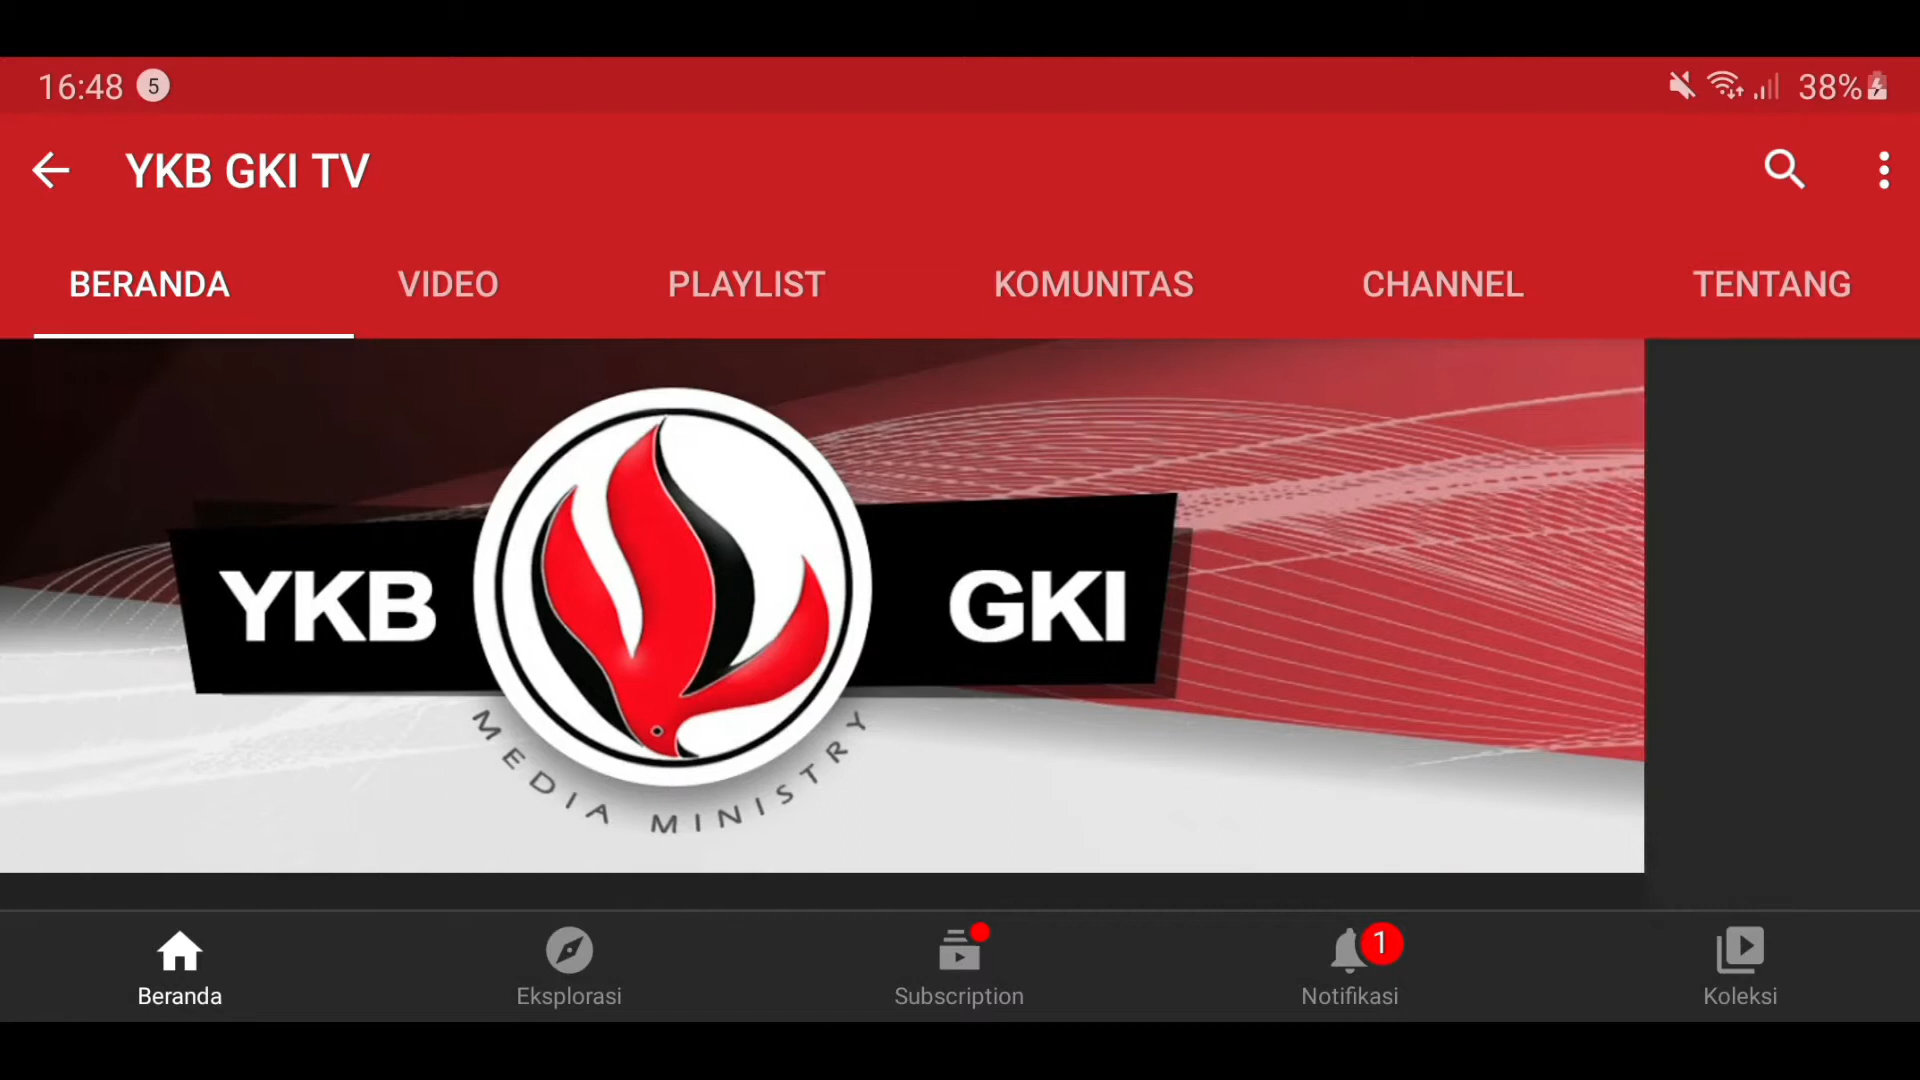 16:48 5 38%
YKB GKI TV
BERANDA VIDEO PLAYLIST KOMUNITAS CHANNEL TENTANG
YKB GKI
MEDIA MINISTRY
1
Beranda Eksplorasi Subscription Notifikasi Koleksi